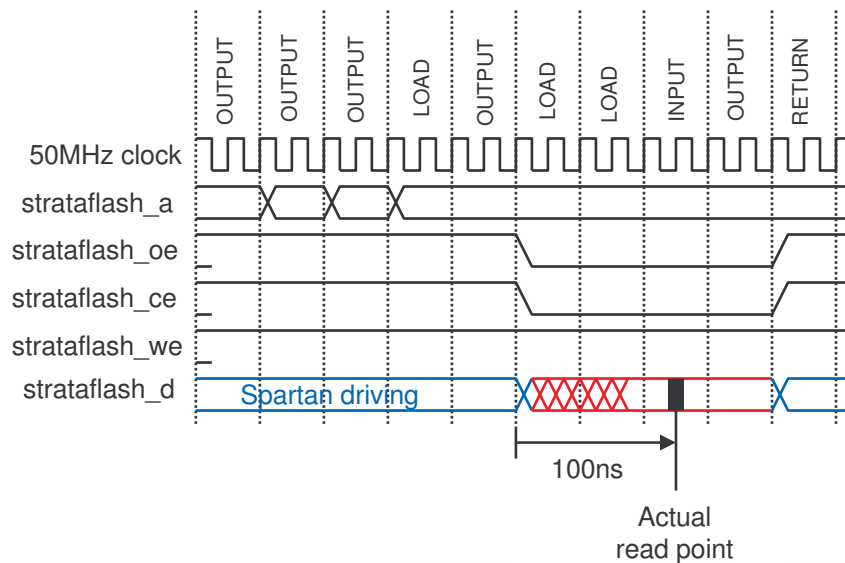 OUTPUT
OUTPUT
OUTPUT
LOAD
OUTPUT
LOAD
LOAD
INPUT
OUTPUT
RETURN
50MHz clock
strataflash_a
strataflash_oe
strataflash_ce
strataflash_we
strataflash_d
Spartan driving
100ns
Actual
read point